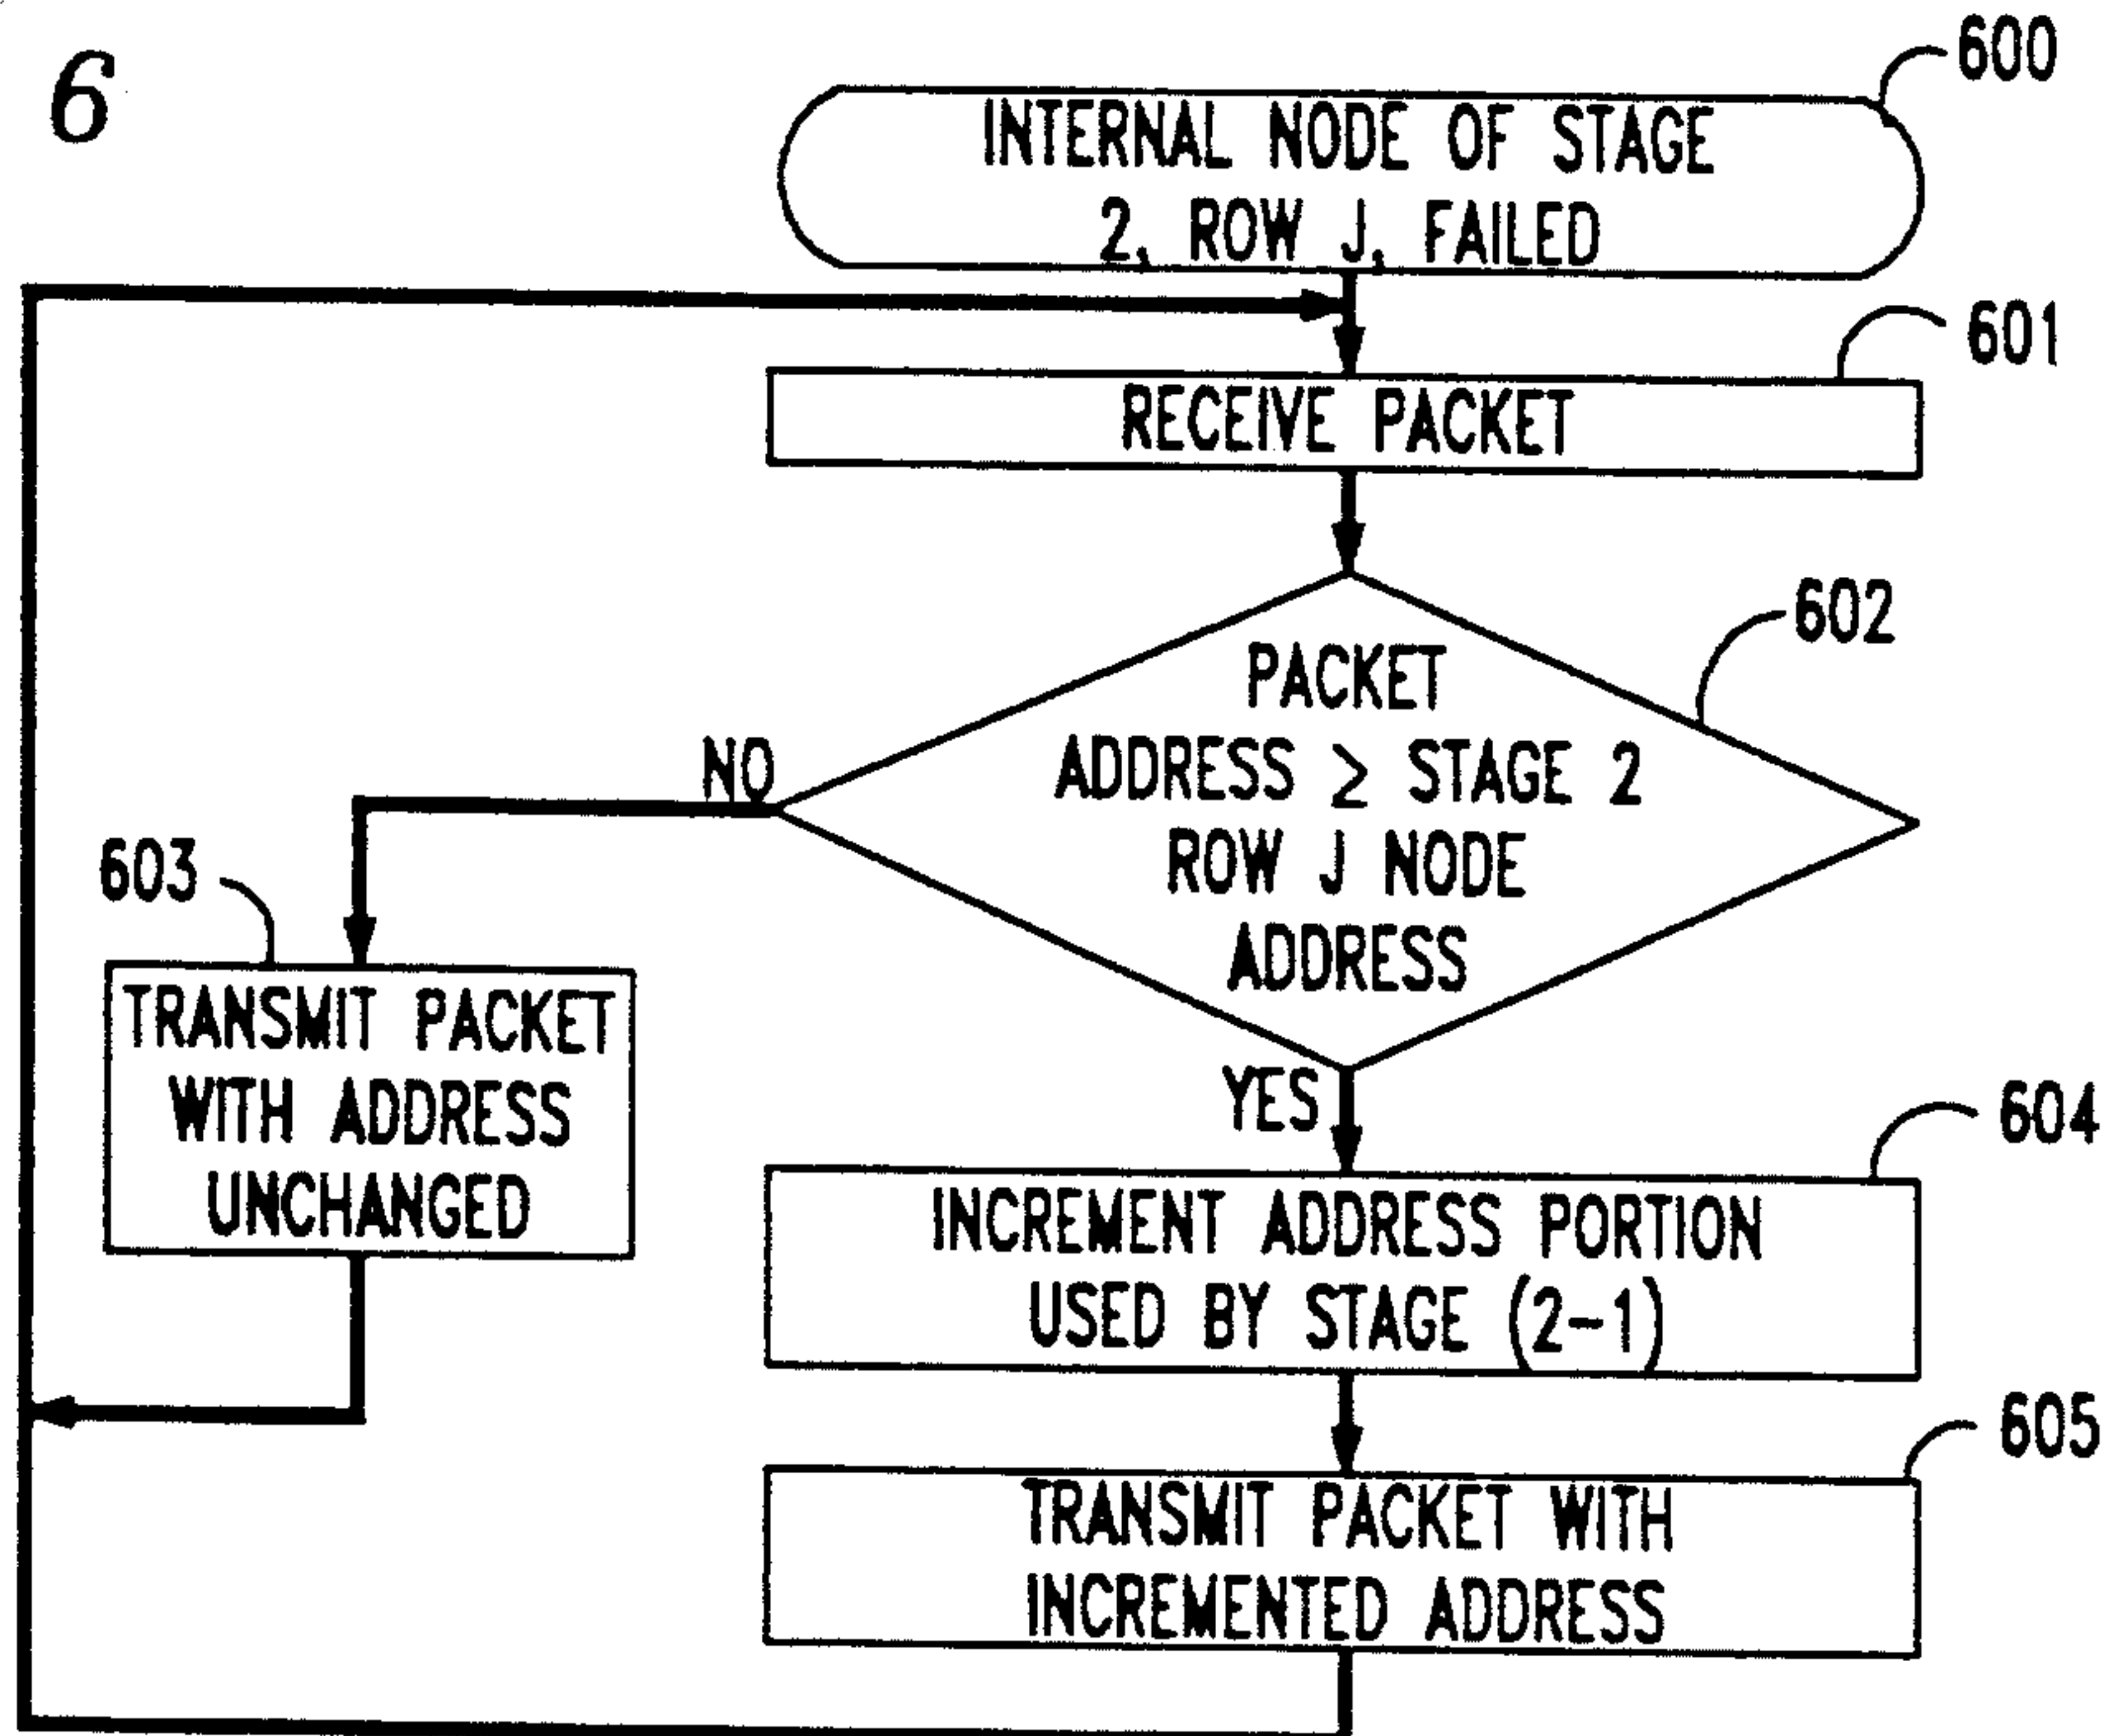 6
600
INTERNAL NODE OF STAGE
2, ROW J, FAILED
601
RECEIVE PACKET
602
PACKET
ADDRESS ≥ STAGE 2
ROW J NODE
ADDRESS
NO
603
TRANSMIT PACKET
WITH ADDRESS
UNCHANGED
YES
604
INCREMENT ADDRESS PORTION
USED BY STAGE (2-1)
605
TRANSMIT PACKET WITH
INCREMENTED ADDRESS